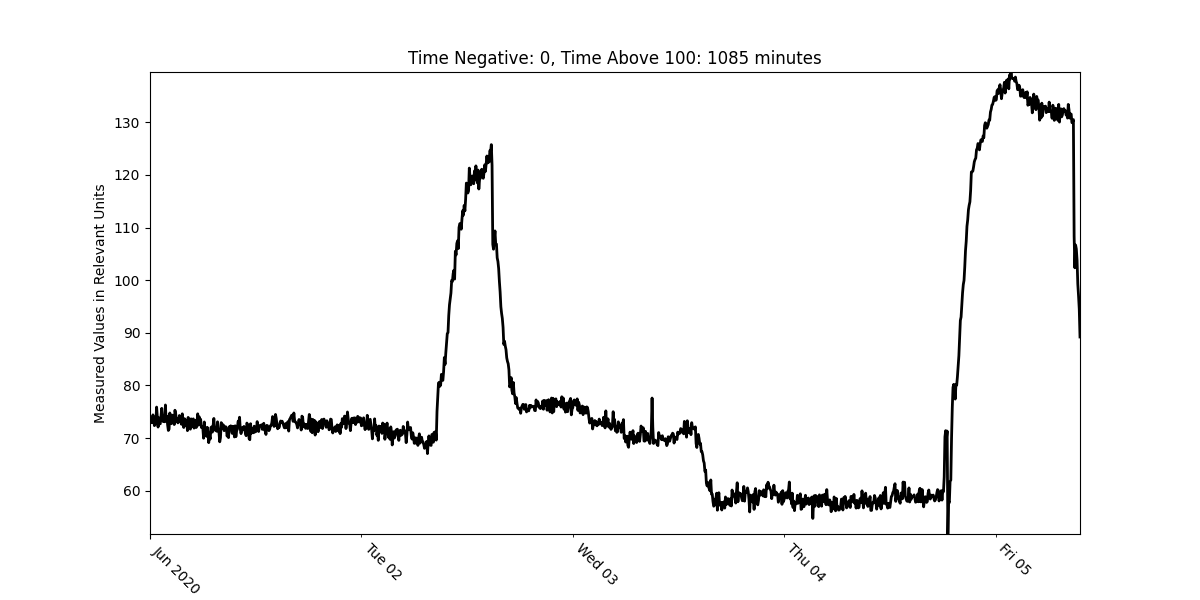 Time Negative: 0, Time Above 100: 1085 minutes
Measured Values in Relevant Units
130
120
110
100
90
80
70
60
Jun 2020
Tue 02
Wed 03
Thu 04
Fri 05